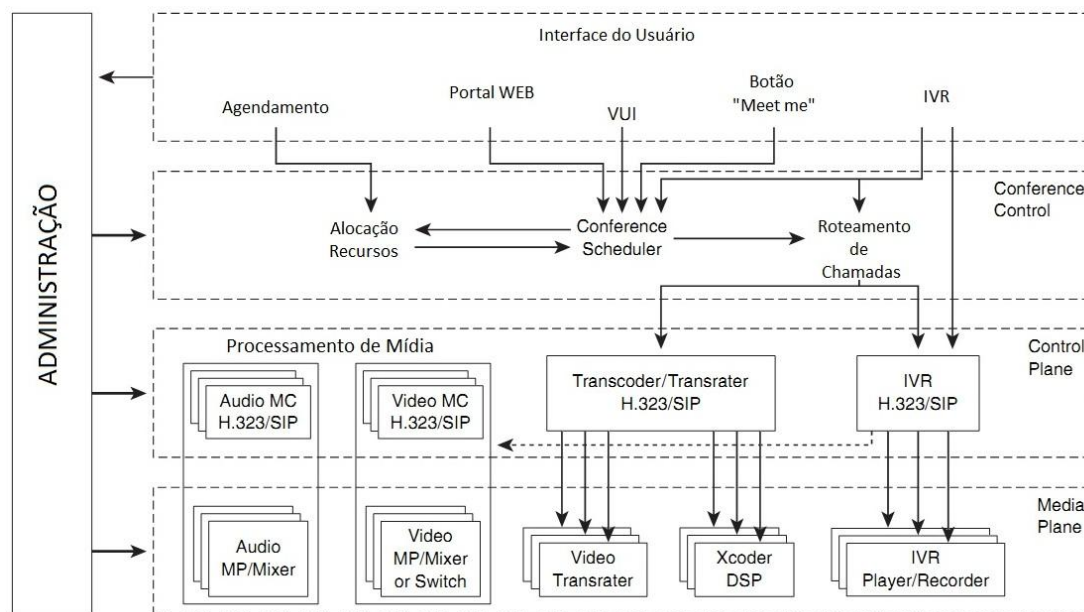 Interface do Usuário
Agendamento
Portal WEB
VUI
Botão
"Meet me"
IVR
ADMINISTRAÇÃO
Conference
Control
Alocação
Recursos
Conference
Scheduler
Roteamento
de
Chamadas
Processamento de Mídia
Control
Plane
Audio MC
H.323/SIP
Video MC
H.323/SIP
Transcoder/Transrater
H.323/SIP
IVR
H.323/SIP
Media
Plane
Audio
MP/Mixer
Video
MP/Mixer
or Switch
Video
Transrater
Xcoder
DSP
IVR
Player/Recorder